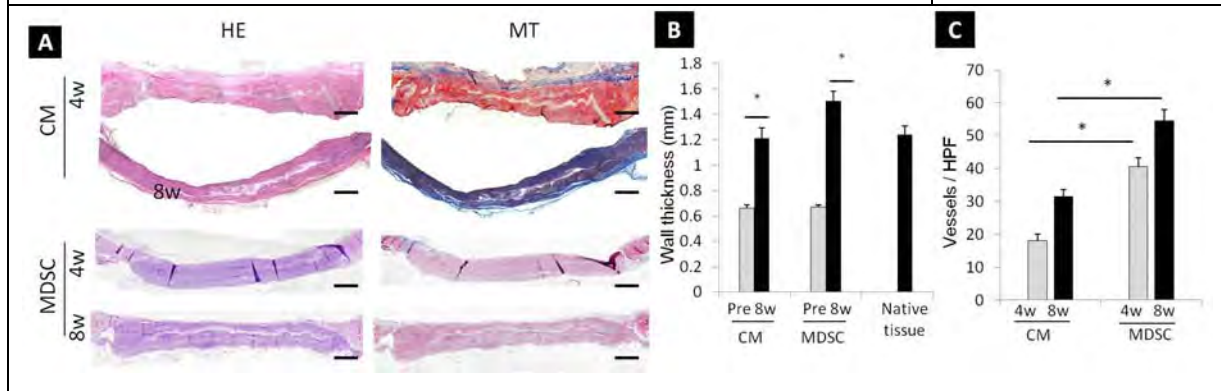 A
HE
MT
CM
4w
8w
MDSC
4w
8w
B
Wall thickness (mm)
1.8
1.6
1.4
1.2
1
0.8
0.6
0.4
0.2
0
*
*
Pre 8w
Pre 8w
Native
CM
MDSC
tissue
C
Vessels / HPF
70
60
50
40
30
20
10
0
*
*
4w 8w
4w 8w
CM
MDSC